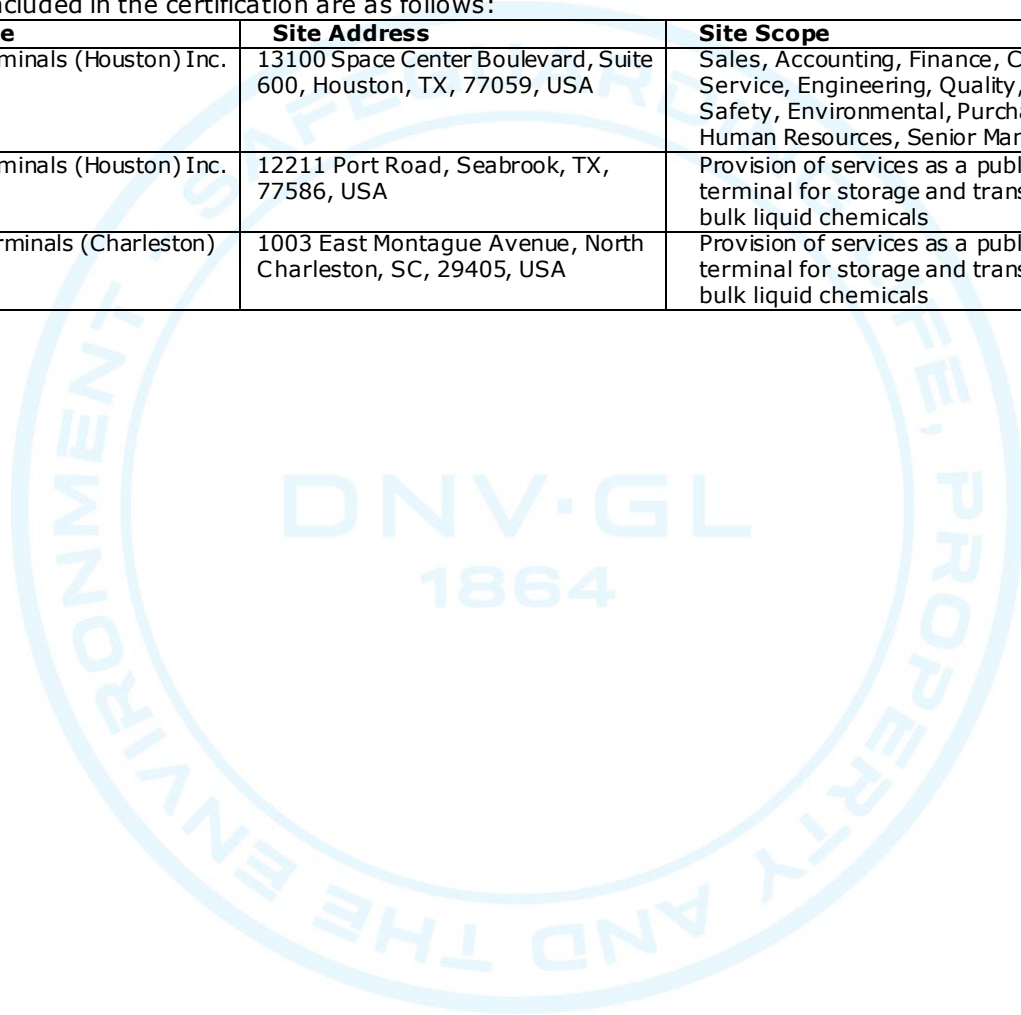 ncluded in the certification are as follows:
e Site Address Site Scope
minals (Houston) Inc. 13100 Space Center Boulevard, Suite Sales, Accounting, Finance, C
600, Houston, TX, 77059, USA Service, Engineering, Quality,
Safety, Environmental, Purcha
Human Resources, Senior Man
minals (Houston) Inc. 12211 Port Road, Seabrook, TX, Provision of services as a publ
77586, USA terminal for storage and trans
bulk liquid chemicals
rminals (Charleston) 1003 East Montague Avenue, North Provision of services as a publ
Charleston, SC, 29405, USA terminal for storage and trans
bulk liquid chemicals
SAFEGUARDING LIFE, PROPERTY AND THE ENVIRONMENT
DNV·GL
1864